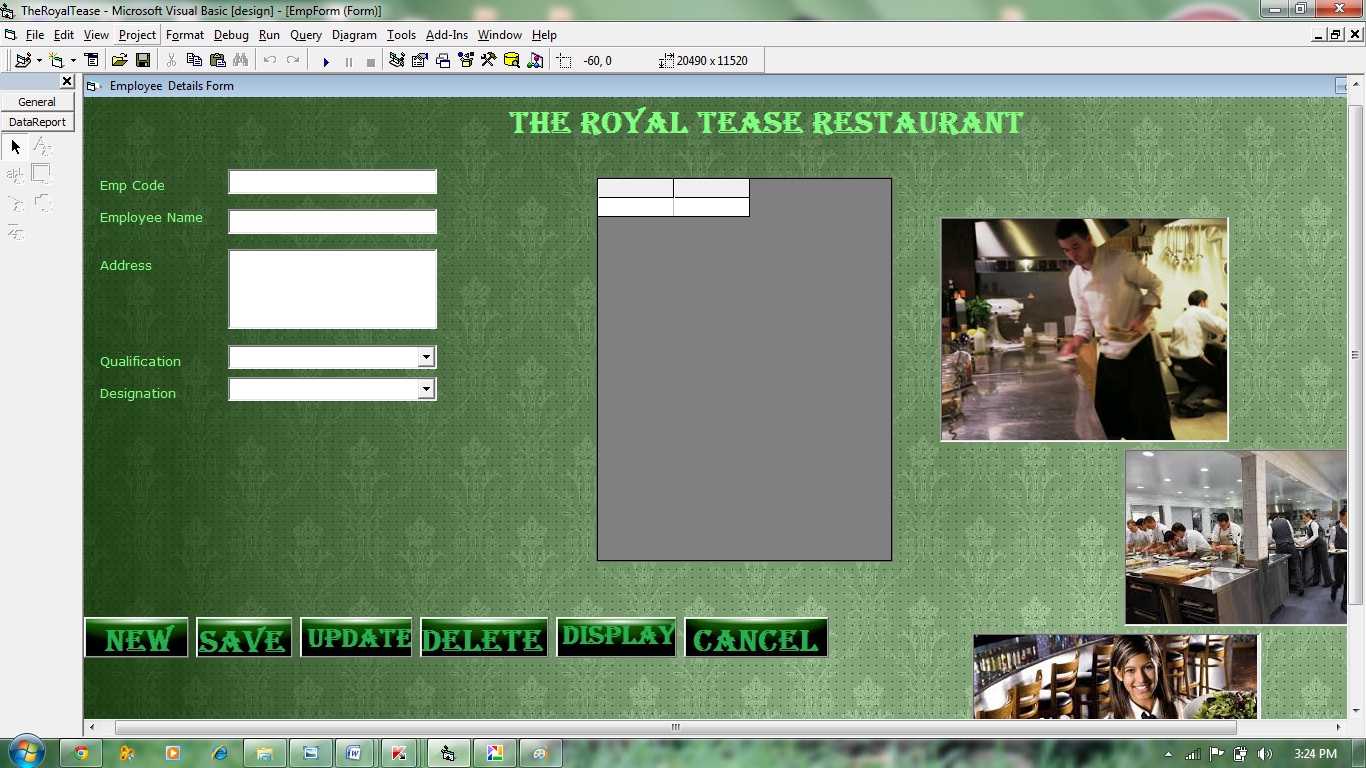 TheRoyalTease - Microsoft Visual Basic [design] - [EmpForm (Form)]
File Edit View Project Format Debug Run Query Diagram Tools Add-Ins Window Help
-60, 0 20490 x 11520
General
DataReport
Employee Details Form
THE ROYAL TEASE RESTAURANT
Emp Code
Employee Name
Address
Qualification
Designation
NEW SAVE UPDATE DELETE DISPLAY CANCEL
3:24 PM